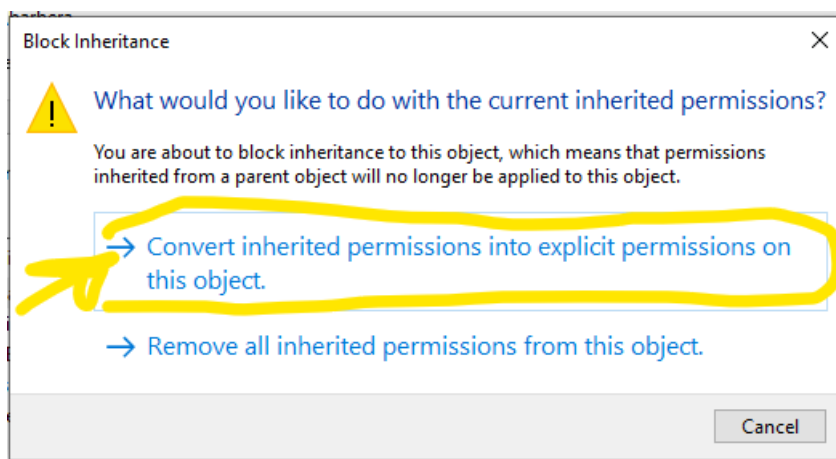 Block Inheritance
What would you like to do with the current inherited permissions?
You are about to block inheritance to this object, which means that permissions
inherited from a parent object will no longer be applied to this object.
Convert inherited permissions into explicit permissions on
this object.
Remove all inherited permissions from this object.
Cancel